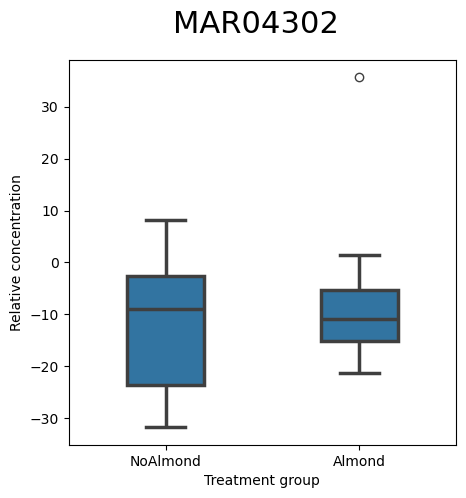 MAR04302
Relative concentration
30
20
10
0
−10
−20
−30
NoAlmond
Almond
Treatment group